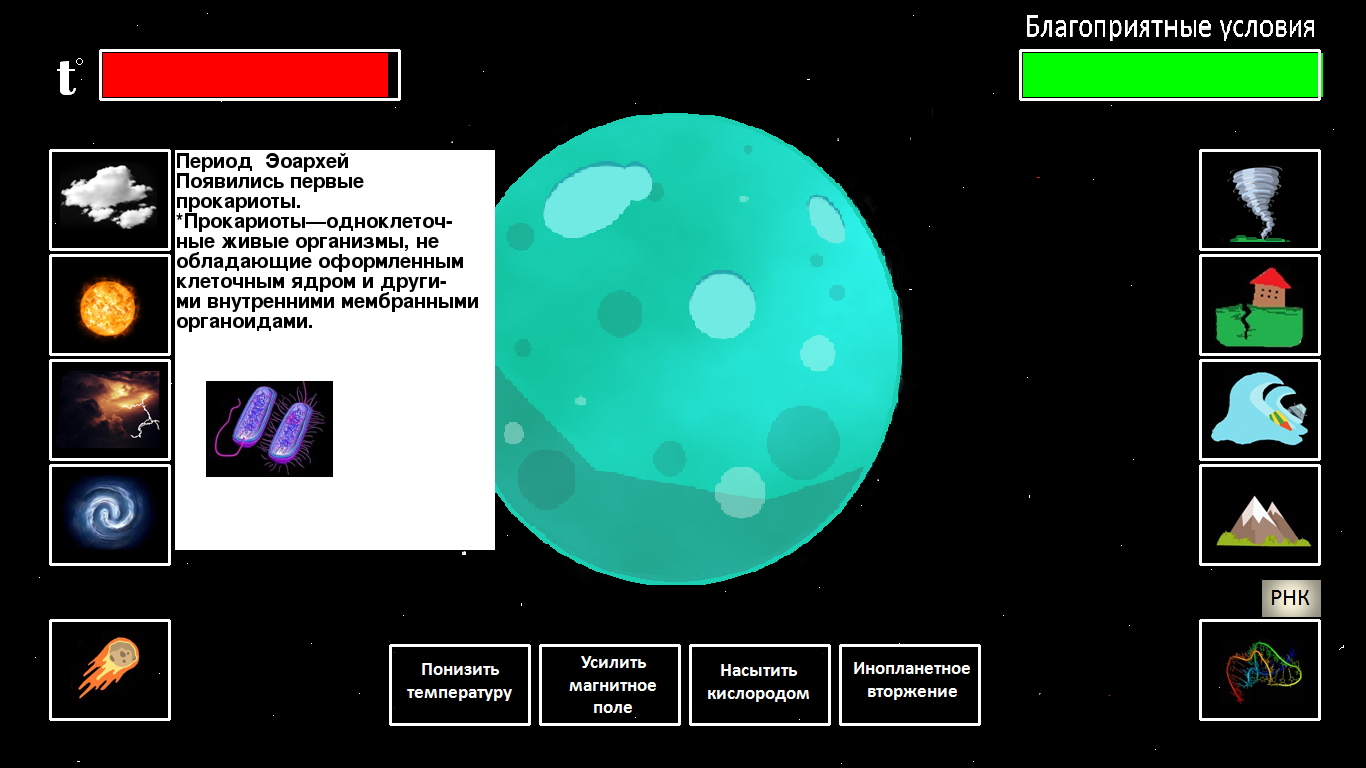 Благоприятные условия
t°
Период Эоархей
Появились первые
прокариоты.
*Прокариоты—одноклеточ-
ные живые организмы, не
обладающие оформленным
клеточным ядром и други-
ми внутренними мембранными
органоидами.
РНК
Понизить
температуру
Усилить
магнитное
поле
Насытить
кислородом
Инопланетное
вторжение